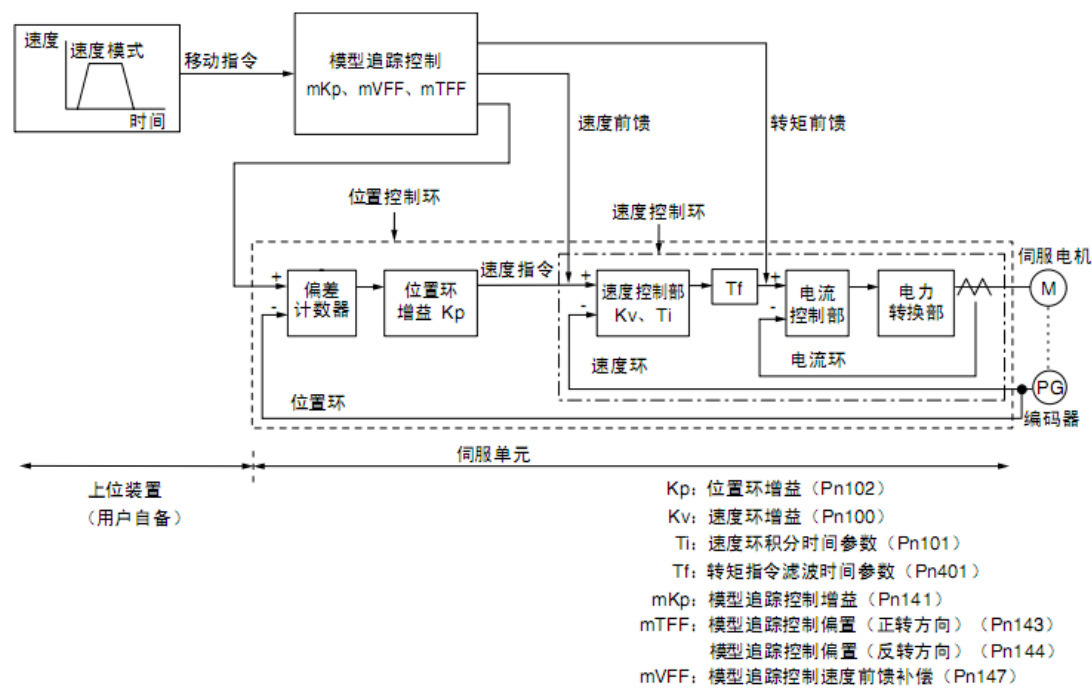 速度
速度模式
时间
移动指令
模型追踪控制
mKp、mVFF、mTFF
速度前馈
转矩前馈
位置控制环
速度控制环
伺服电机
+
-
偏差
计数器
位置环
增益 Kp
速度指令
+
-
速度控制部
Kv、Ti
Tf
+
-
电流
控制部
电力
转换部
M
速度环
电流环
PG
位置环
编码器
伺服单元
上位装置
（用户自备）
Kp：位置环增益（Pn102）
Kv：速度环增益（Pn100）
Ti：速度环积分时间参数（Pn101）
Tf：转矩指令滤波时间参数（Pn401）
mKp：模型追踪控制增益（Pn141）
mTFF：模型追踪控制偏置（正转方向）（Pn143）
模型追踪控制偏置（反转方向）（Pn144）
mVFF：模型追踪控制速度前馈补偿（Pn147）